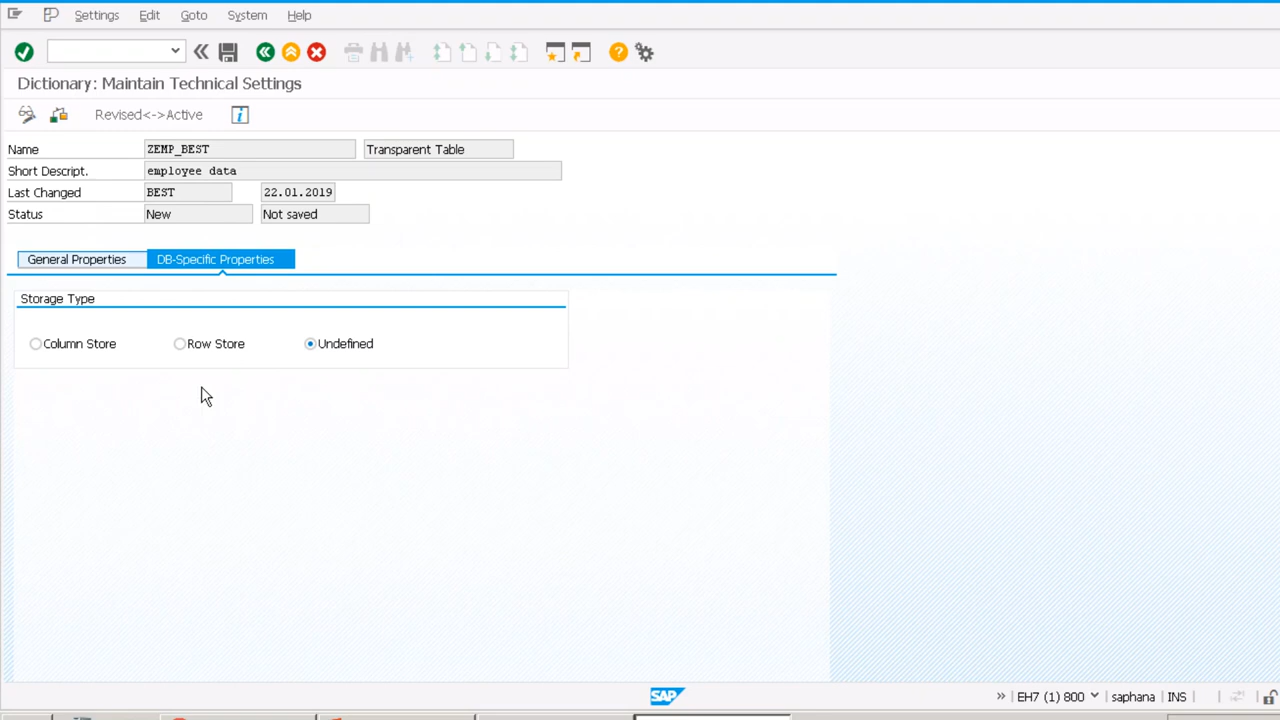 Settings Edit Goto System Help
Dictionary: Maintain Technical Settings
Revised<->Active
Name ZEMP_BEST Transparent Table
Short Descript. employee data
Last Changed BEST 22.01.2019
Status New Not saved
General Properties DB-Specific Properties
Storage Type
Column Store Row Store Undefined
SAP EH7 (1) 800 saphana INS